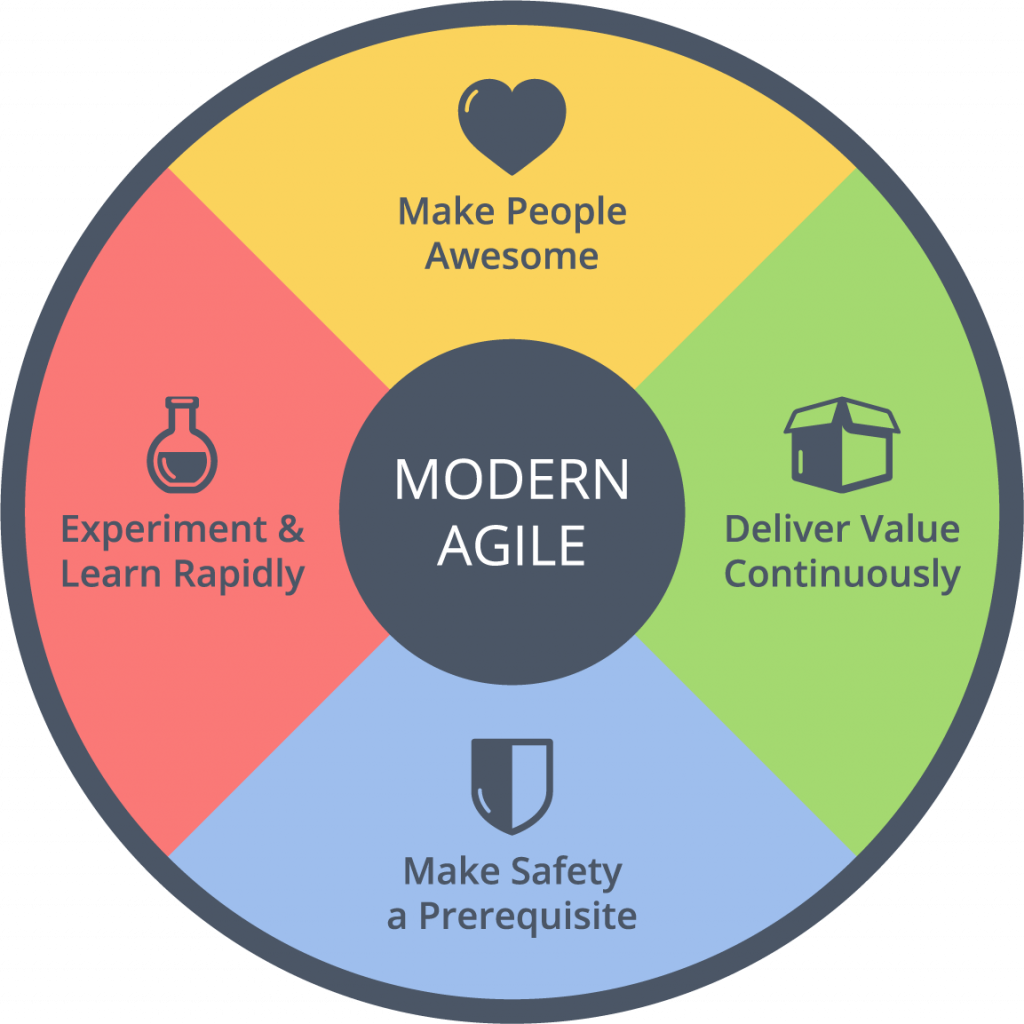 Make People
Awesome
Experiment &
Learn Rapidly
MODERN
AGILE
Deliver Value
Continuously
Make Safety
a Prerequisite